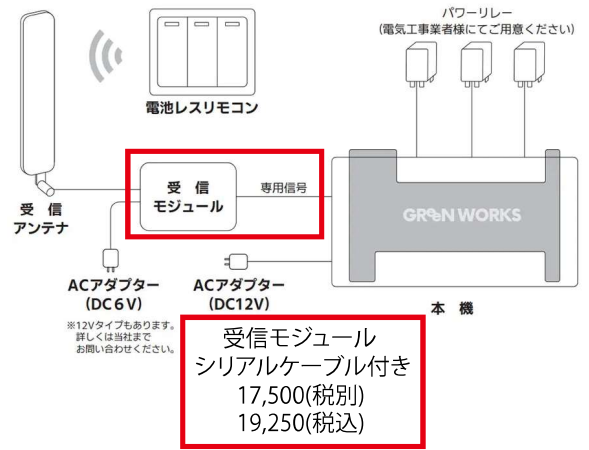 パワーリレー
(電気工事業者様にてご用意ください)
電池レスリモコン
受 信
モジュール
専用信号
GREEN WORKS
受 信
アンテナ
ACアダプター
(DC6V)
※12Vタイプもあります。
詳しくは当社まで
お問い合わせください。
ACアダプター
(DC12V)
本 機
受信モジュール
シリアルケーブル付き
17,500(税別)
19,250(税込)